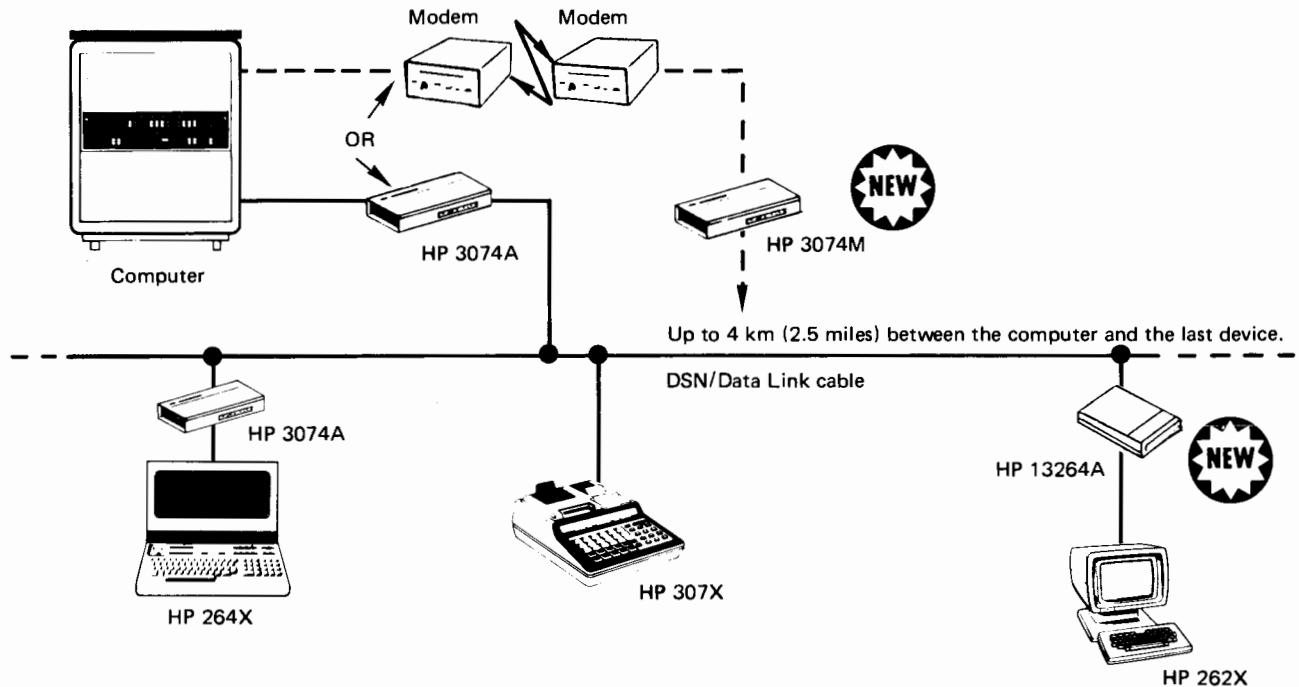 Modem
Modem
OR
NEW
HP 3074A
HP 3074M
Computer
Up to 4 km (2.5 miles) between the computer and the last device.
DSN/Data Link cable
HP 3074A
HP 13264A
NEW
HP 307X
HP 264X
HP 262X